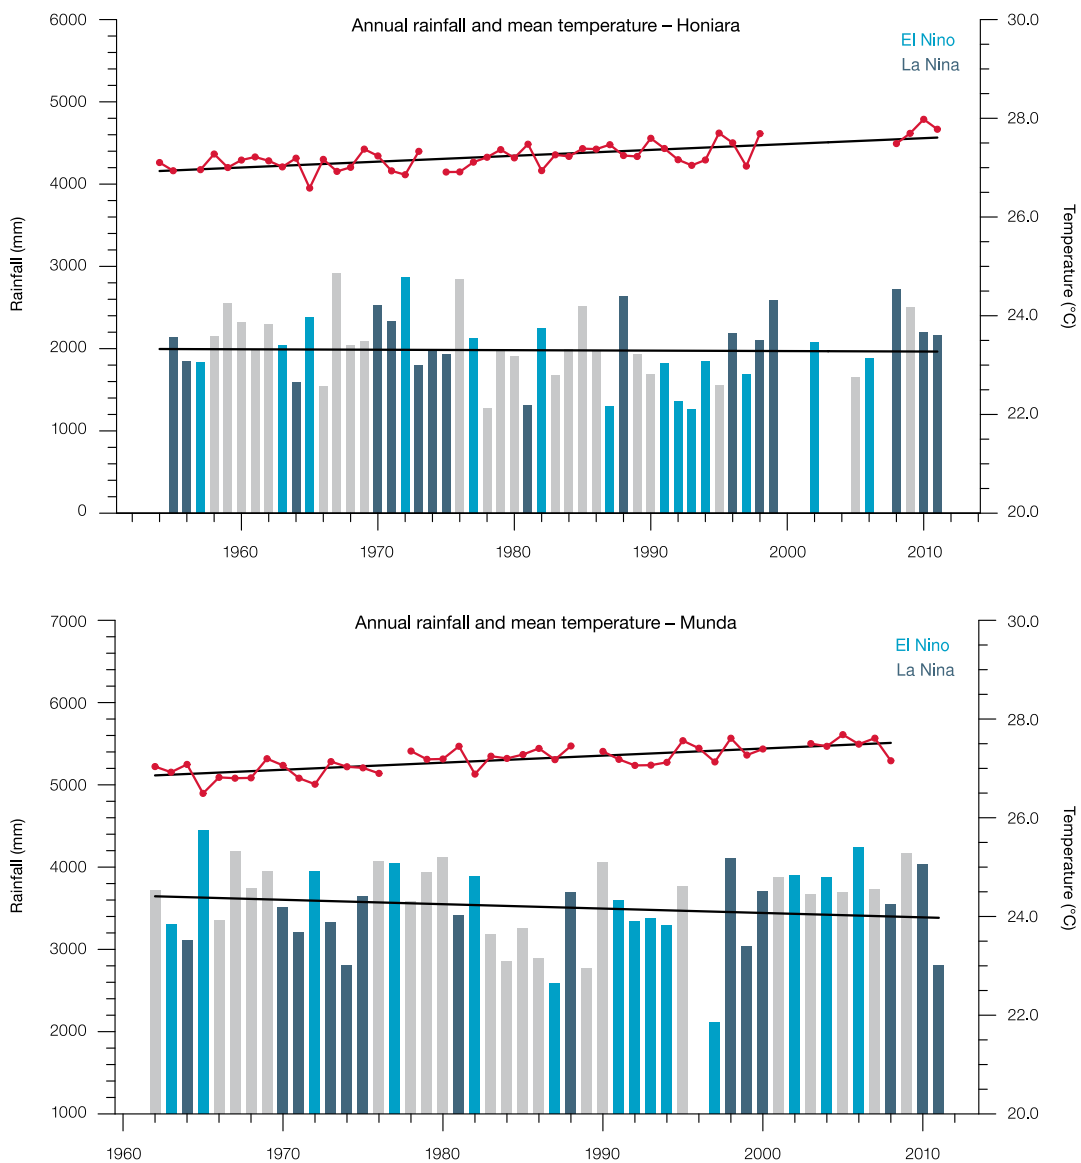 Annual rainfall and mean temperature – Honiara
El Nino
La Nina
6000
5000
4000
3000
2000
1000
0
Rainfall (mm)
30.0
28.0
26.0
24.0
22.0
20.0
Temperature (°C)
1960 1970 1980 1990 2000 2010
Annual rainfall and mean temperature – Munda
El Nino
La Nina
7000
6000
5000
4000
3000
2000
1000
Rainfall (mm)
30.0
28.0
26.0
24.0
22.0
20.0
Temperature (°C)
1960 1970 1980 1990 2000 2010